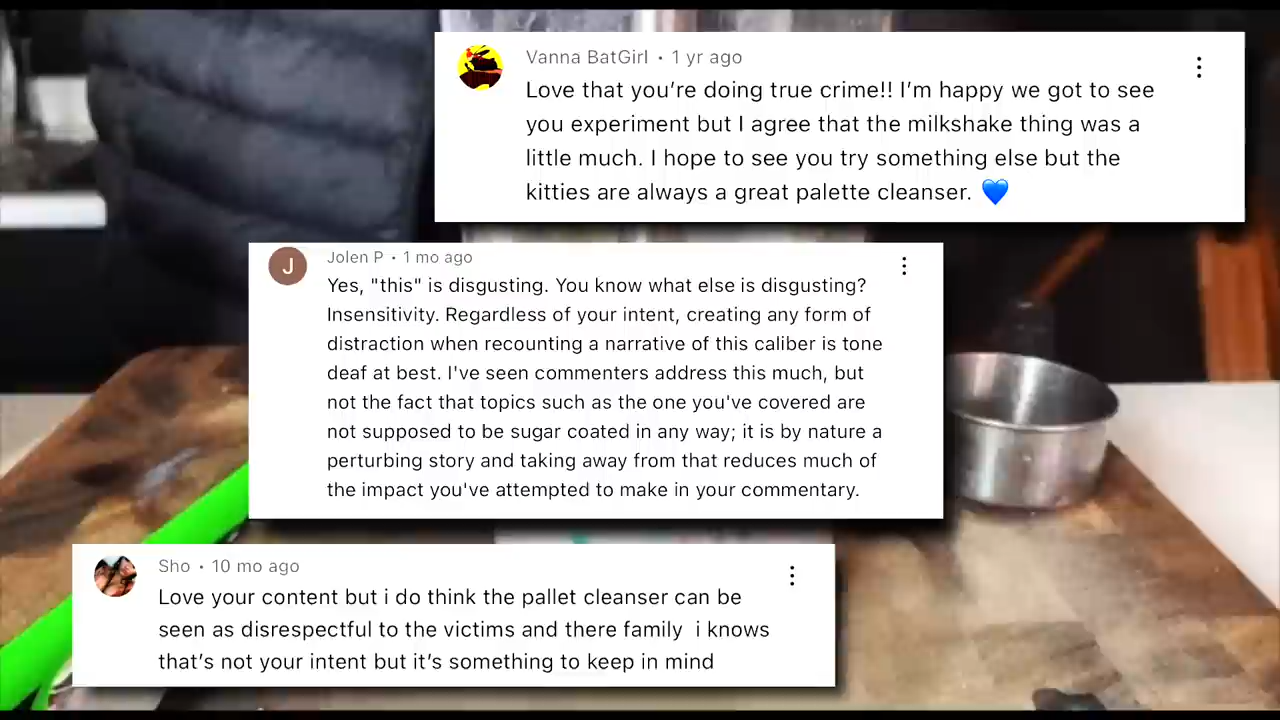 Vanna BatGirl • 1 yr ago
Love that you're doing true crime!! I'm happy we got to see
you experiment but I agree that the milkshake thing was a
little much. I hope to see you try something else but the
kitties are always a great palette cleanser. 💙
J
Jolen P • 1 mo ago
Yes, "this" is disgusting. You know what else is disgusting?
Insensitivity. Regardless of your intent, creating any form of
distraction when recounting a narrative of this caliber is tone
deaf at best. I've seen commenters address this much, but
not the fact that topics such as the one you've covered are
not supposed to be sugar coated in any way; it is by nature a
perturbing story and taking away from that reduces much of
the impact you've attempted to make in your commentary.
Sho • 10 mo ago
Love your content but i do think the pallet cleanser can be
seen as disrespectful to the victims and there family  i knows
that's not your intent but it's something to keep in mind